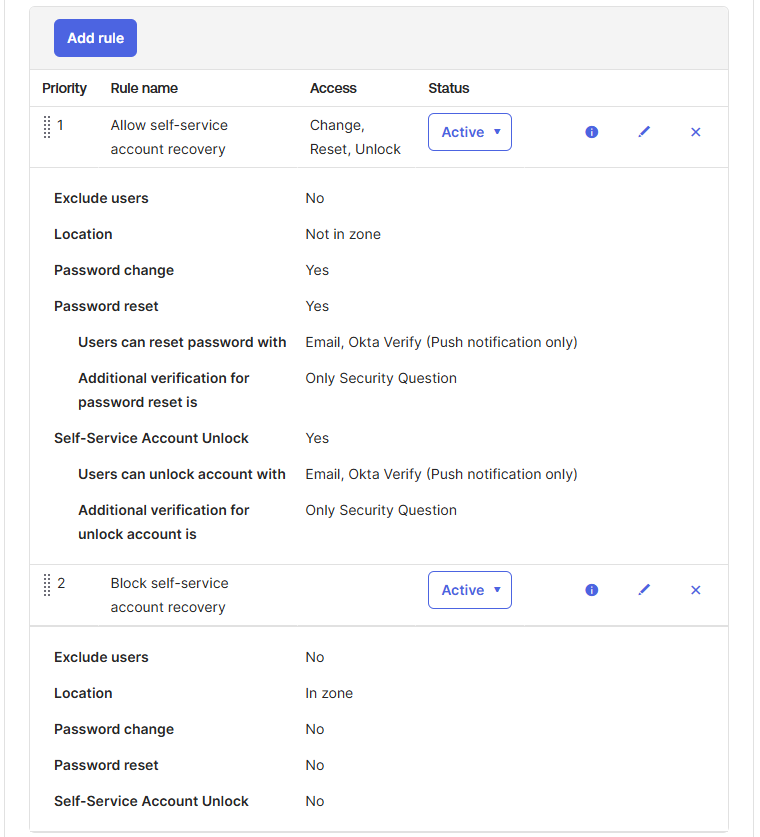 Add rule
Priority Rule name Access Status
1 Allow self-service Change, Active
account recovery Reset, Unlock
Exclude users No
Location Not in zone
Password change Yes
Password reset Yes
Users can reset password with Email, Okta Verify (Push notification only)
Additional verification for Only Security Question
password reset is
Self-Service Account Unlock Yes
Users can unlock account with Email, Okta Verify (Push notification only)
Additional verification for Only Security Question
unlock account is
2 Block self-service Active
account recovery
Exclude users No
Location In zone
Password change No
Password reset No
Self-Service Account Unlock No